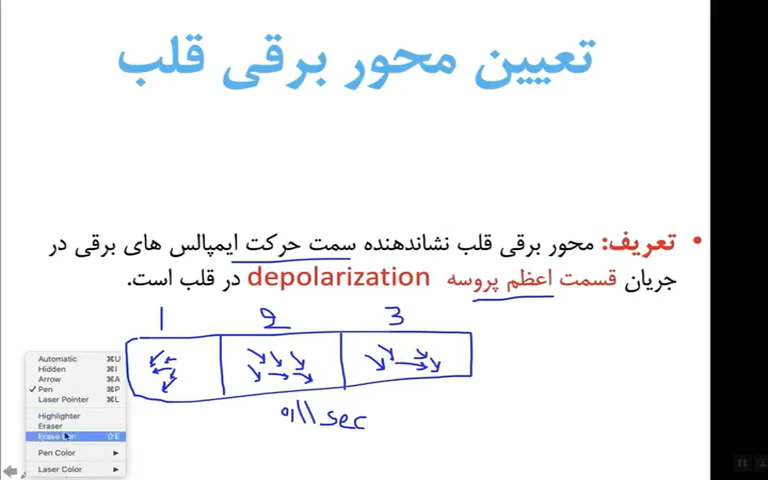 تعیین محور برقی قلب
• تعریف: محور برقی قلب نشاندهنده سمت حرکت ایمپالس های برقی در
جریان قسمت اعظم پروسه depolarization در قلب است.
1 2 3
0,11 sec
Automatic ⌘U
Hidden ⌘I
Arrow ⌘A
✓ Pen ⌘P
Laser Pointer ⌘L
Highlighter
Eraser
⇧E
Pen Color ▶
Laser Color ▶